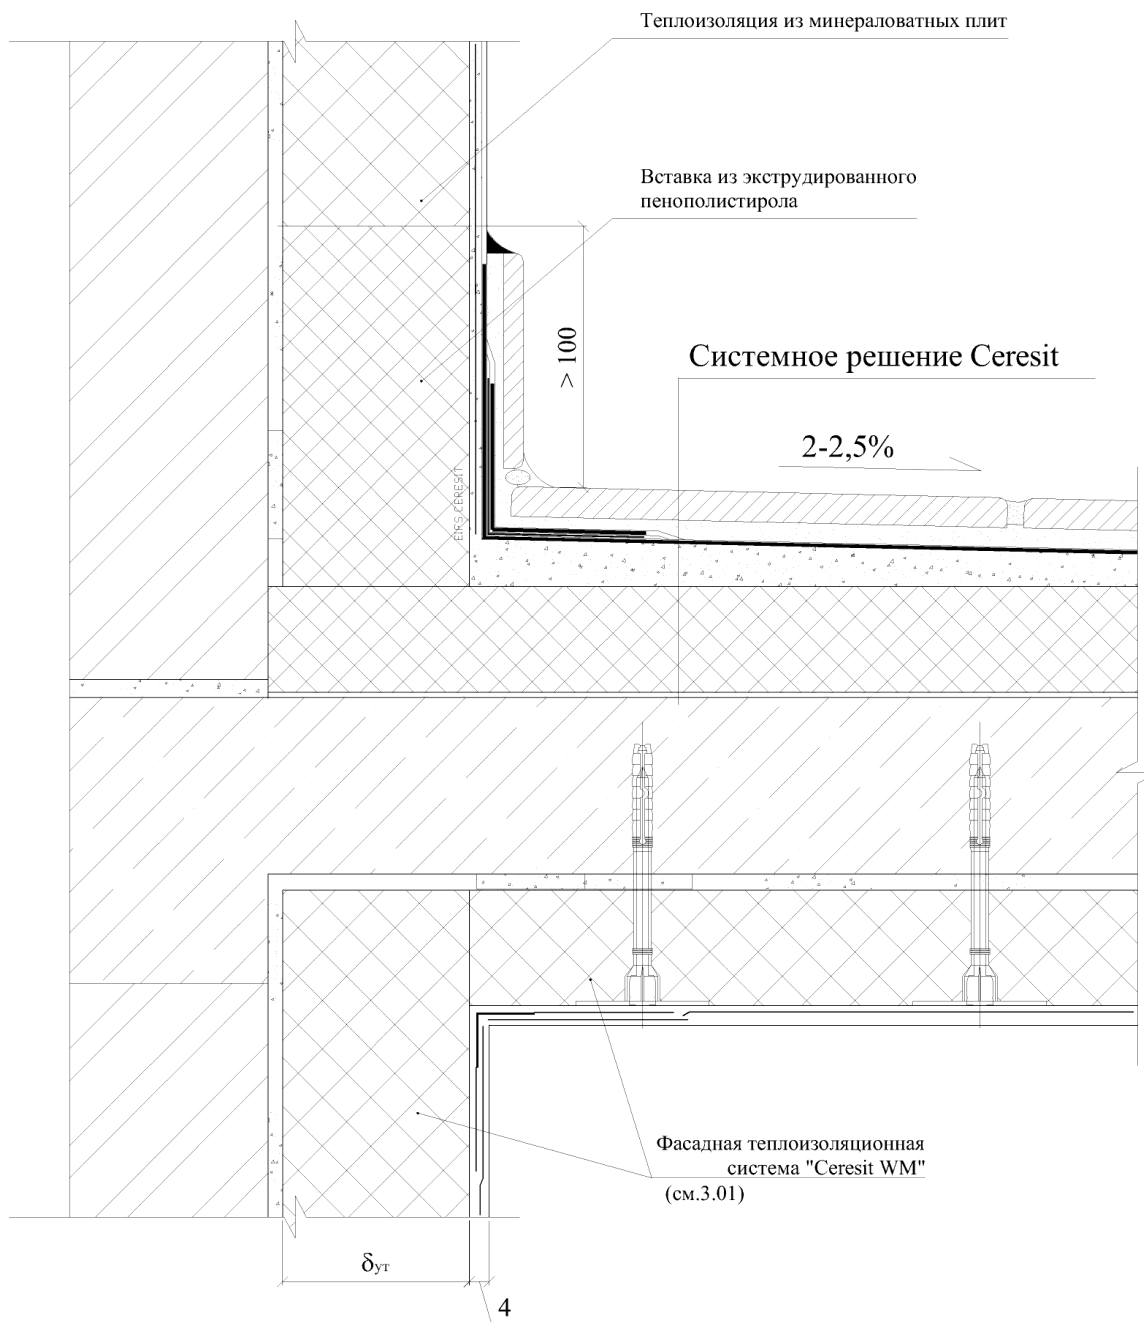 Теплоизоляция из минераловатных плит
Вставка из экструдированного
пенополистирола
> 100
Системное решение Ceresit
2-2,5%
EIFS CERESIT
Фасадная теплоизоляционная
система "Ceresit WM"
(см.3.01)
δут
4